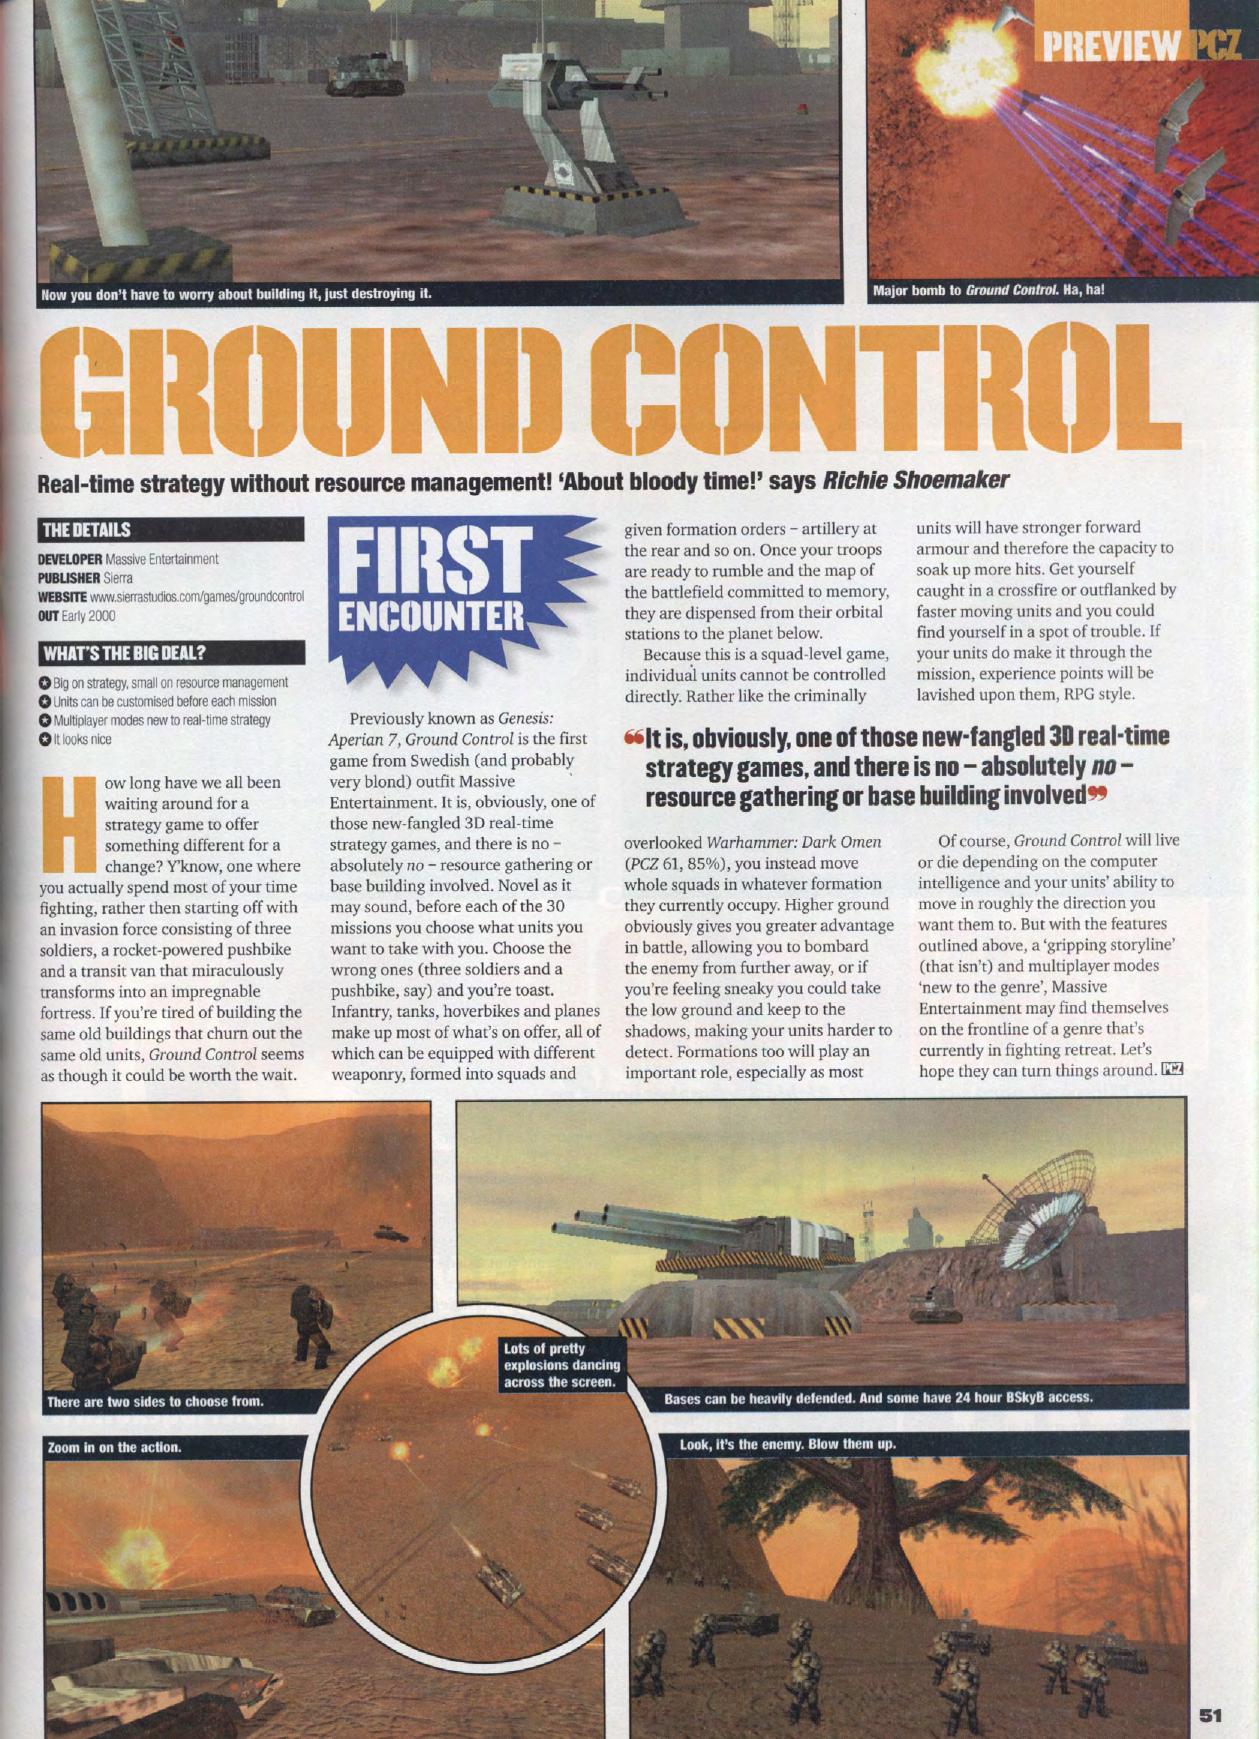 PREVIEW PCZ
Now you don't have to worry about building it, just destroying it.
Major bomb to Ground Control. Ha, ha!
GROUND CONTROL
Real-time strategy without resource management! 'About bloody time!' says Richie Shoemaker
THE DETAILS
DEVELOPER Massive Entertainment
PUBLISHER Sierra
WEBSITE www.sierrastudios.com/games/groundcontrol
OUT Early 2000
WHAT'S THE BIG DEAL?
Big on strategy, small on resource management
Units can be customised before each mission
Multiplayer modes new to real-time strategy
It looks nice
How long have we all been
waiting around for a
strategy game to offer
something different for a
change? Y'know, one where
you actually spend most of your time
fighting, rather then starting off with
an invasion force consisting of three
soldiers, a rocket-powered pushbike
and a transit van that miraculously
transforms into an impregnable
fortress. If you're tired of building the
same old buildings that churn out the
same old units, Ground Control seems
as though it could be worth the wait.
FIRST
ENCOUNTER
Previously known as Genesis:
Aperian 7, Ground Control is the first
game from Swedish (and probably
very blond) outfit Massive
Entertainment. It is, obviously, one of
those new-fangled 3D real-time
strategy games, and there is no –
absolutely no – resource gathering or
base building involved. Novel as it
may sound, before each of the 30
missions you choose what units you
want to take with you. Choose the
wrong ones (three soldiers and a
pushbike, say) and you're toast.
Infantry, tanks, hoverbikes and planes
make up most of what's on offer, all of
which can be equipped with different
weaponry, formed into squads and
given formation orders – artillery at
the rear and so on. Once your troops
are ready to rumble and the map of
the battlefield committed to memory,
they are dispensed from their orbital
stations to the planet below.
Because this is a squad-level game,
individual units cannot be controlled
directly. Rather like the criminally
“It is, obviously, one of those new-fangled 3D real-time
strategy games, and there is no – absolutely no –
resource gathering or base building involved”
overlooked Warhammer: Dark Omen
(PCZ 61, 85%), you instead move
whole squads in whatever formation
they currently occupy. Higher ground
obviously gives you greater advantage
in battle, allowing you to bombard
the enemy from further away, or if
you're feeling sneaky you could take
the low ground and keep to the
shadows, making your units harder to
detect. Formations too will play an
important role, especially as most
units will have stronger forward
armour and therefore the capacity to
soak up more hits. Get yourself
caught in a crossfire or outflanked by
faster moving units and you could
find yourself in a spot of trouble. If
your units do make it through the
mission, experience points will be
lavished upon them, RPG style.
Of course, Ground Control will live
or die depending on the computer
intelligence and your units' ability to
move in roughly the direction you
want them to. But with the features
outlined above, a 'gripping storyline'
(that isn't) and multiplayer modes
'new to the genre', Massive
Entertainment may find themselves
on the frontline of a genre that's
currently in fighting retreat. Let's
hope they can turn things around. PCZ
There are two sides to choose from.
Lots of pretty
explosions dancing
across the screen.
Bases can be heavily defended. And some have 24 hour BSkyB access.
Zoom in on the action.
Look, it's the enemy. Blow them up.
51